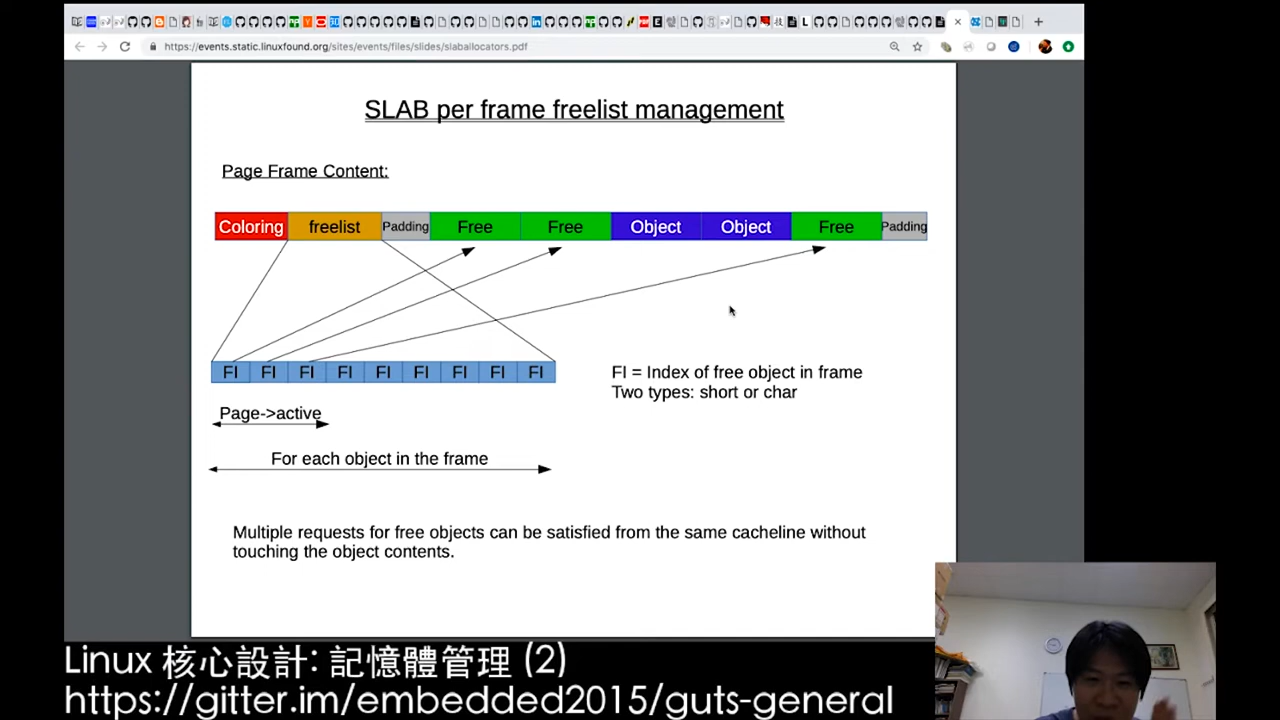 https://events.static.linuxfound.org/sites/events/files/slides/slaballocators.pdf
SLAB per frame freelist management
Page Frame Content:
Coloring freelist Padding Free Free Object Object Free Padding
FI FI FI FI FI FI FI FI FI
FI = Index of free object in frame
Two types: short or char
Page->active
For each object in the frame
Multiple requests for free objects can be satisfied from the same cacheline without
touching the object contents.
Linux 核心設計: 記憶體管理 (2)
https://gitter.im/embedded2015/guts-general